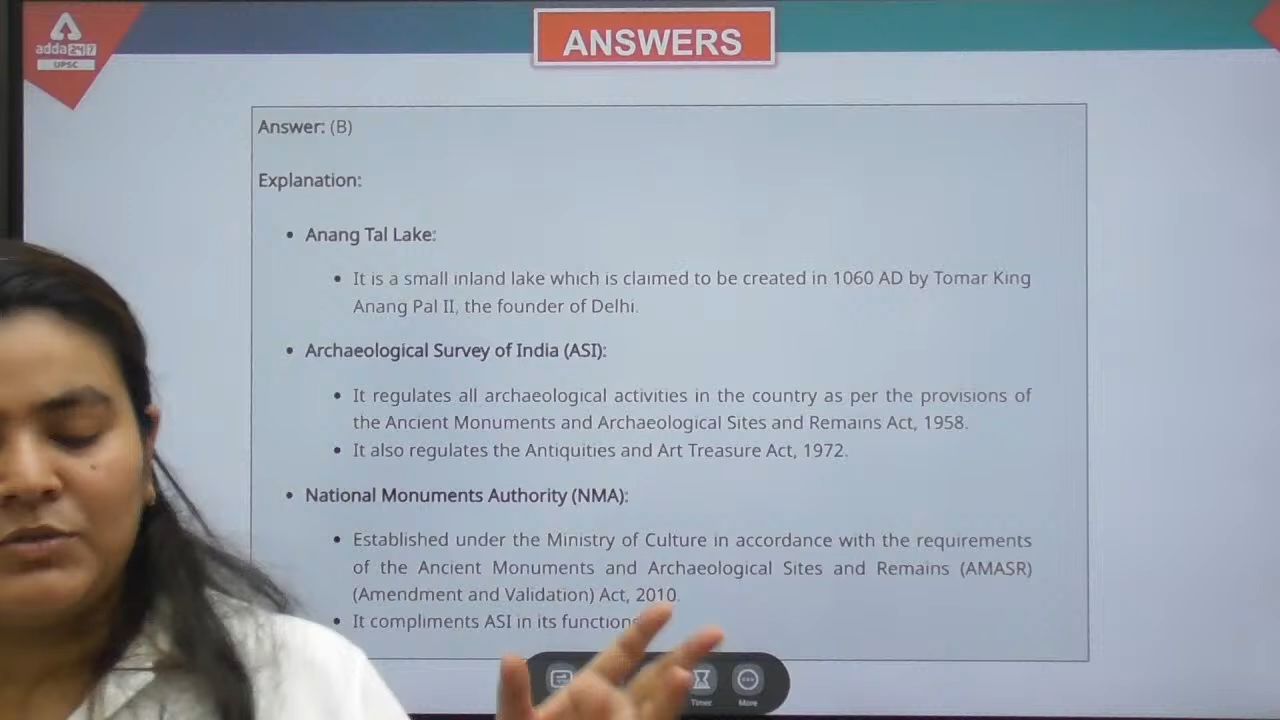 adda247
UPSC
ANSWERS
Answer: (B)
Explanation:
• Anang Tal Lake:
• It is a small inland lake which is claimed to be created in 1060 AD by Tomar King
Anang Pal II, the founder of Delhi.
• Archaeological Survey of India (ASI):
• It regulates all archaeological activities in the country as per the provisions of
the Ancient Monuments and Archaeological Sites and Remains Act, 1958.
• It also regulates the Antiquities and Art Treasure Act, 1972.
• National Monuments Authority (NMA):
• Established under the Ministry of Culture in accordance with the requirements
of the Ancient Monuments and Archaeological Sites and Remains (AMASR)
(Amendment and Validation) Act, 2010.
• It compliments ASI in its functions
Timer More